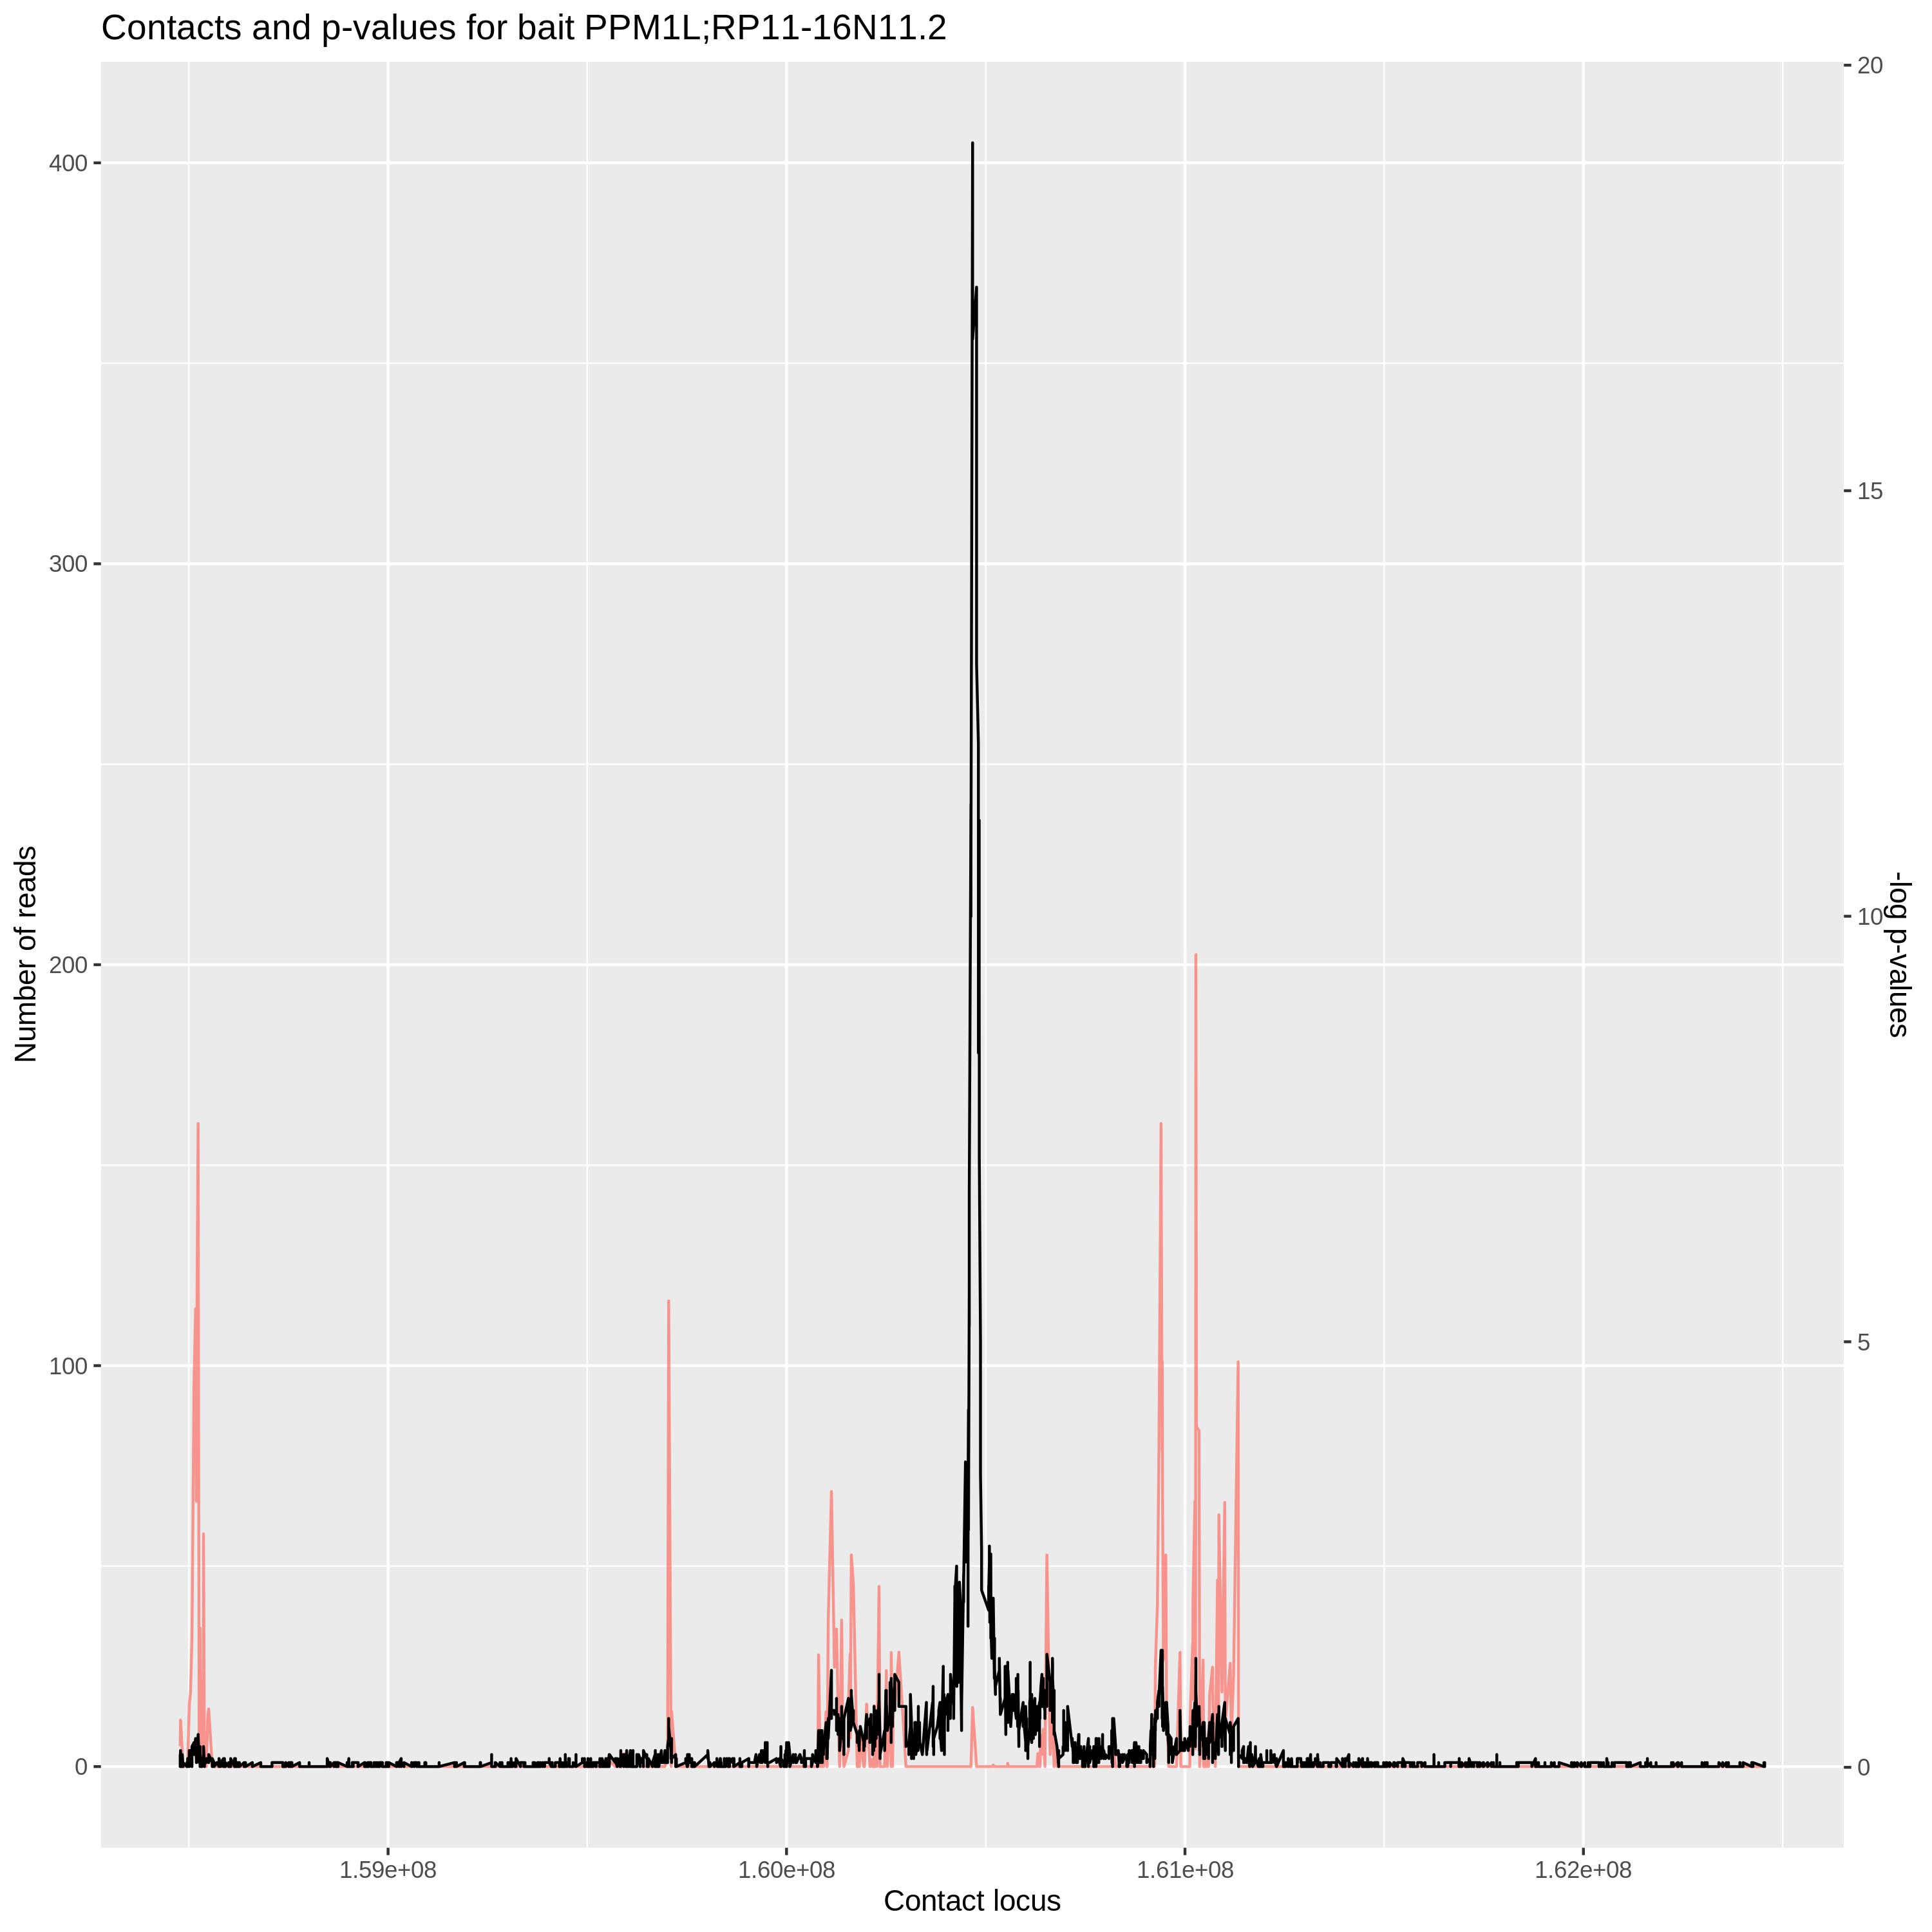 Contacts and p-values for bait PPM1L;RP11-16N11.2
20
400
15
300
Number of reads
10
-log p-values
200
5
100
0
0
1.59e+08
1.60e+08
1.61e+08
1.62e+08
Contact locus